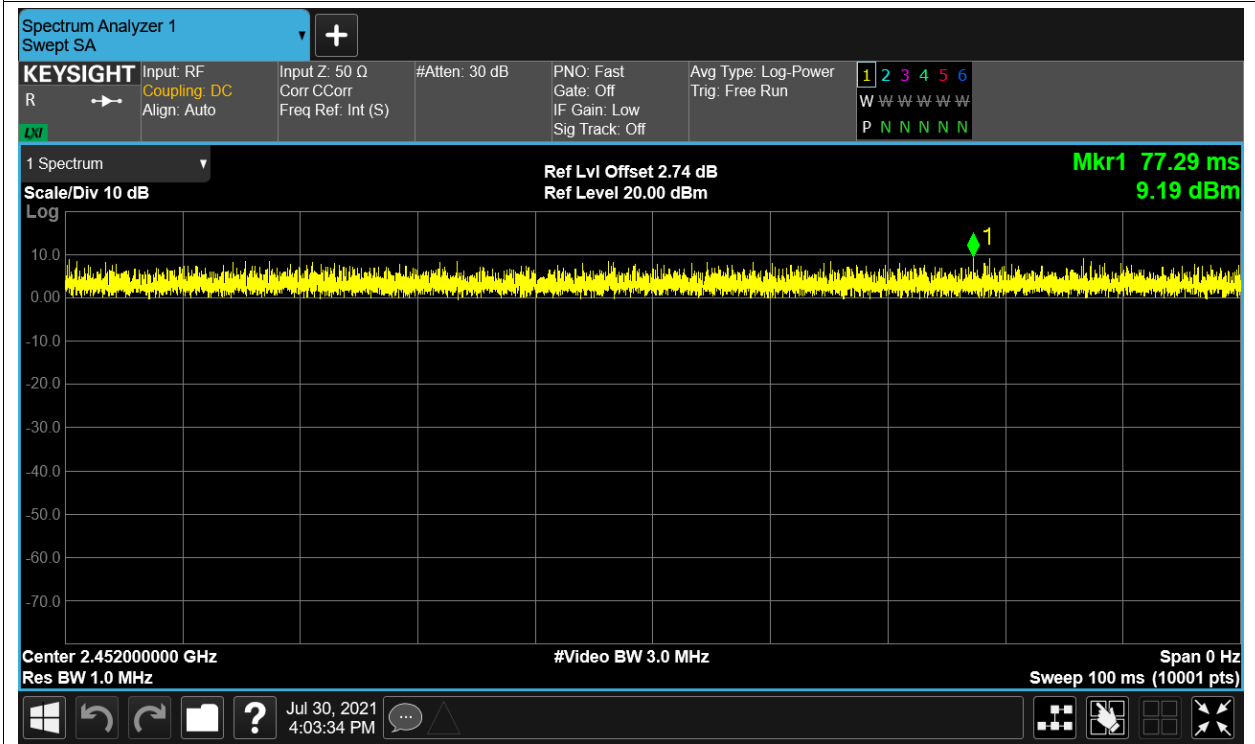 Spectrum Analyzer 1
Swept SA
+
KEYSIGHT
R
LXI
Input: RF
Coupling: DC
Align: Auto
Input Z: 50 Ω
Corr CCorr
Freq Ref: Int (S)
#Atten: 30 dB
PNO: Fast
Gate: Off
IF Gain: Low
Sig Track: Off
Avg Type: Log-Power
Trig: Free Run
1 2 3 4 5 6
W W W W W W
P N N N N N
1 Spectrum
Scale/Div 10 dB
Log
Ref Lvl Offset 2.74 dB
Ref Level 20.00 dBm
Mkr1 77.29 ms
9.19 dBm
1
10.0
0.00
-10.0
-20.0
-30.0
-40.0
-50.0
-60.0
-70.0
Center 2.452000000 GHz
Res BW 1.0 MHz
#Video BW 3.0 MHz
Span 0 Hz
Sweep 100 ms (10001 pts)
?
Jul 30, 2021
4:03:34 PM